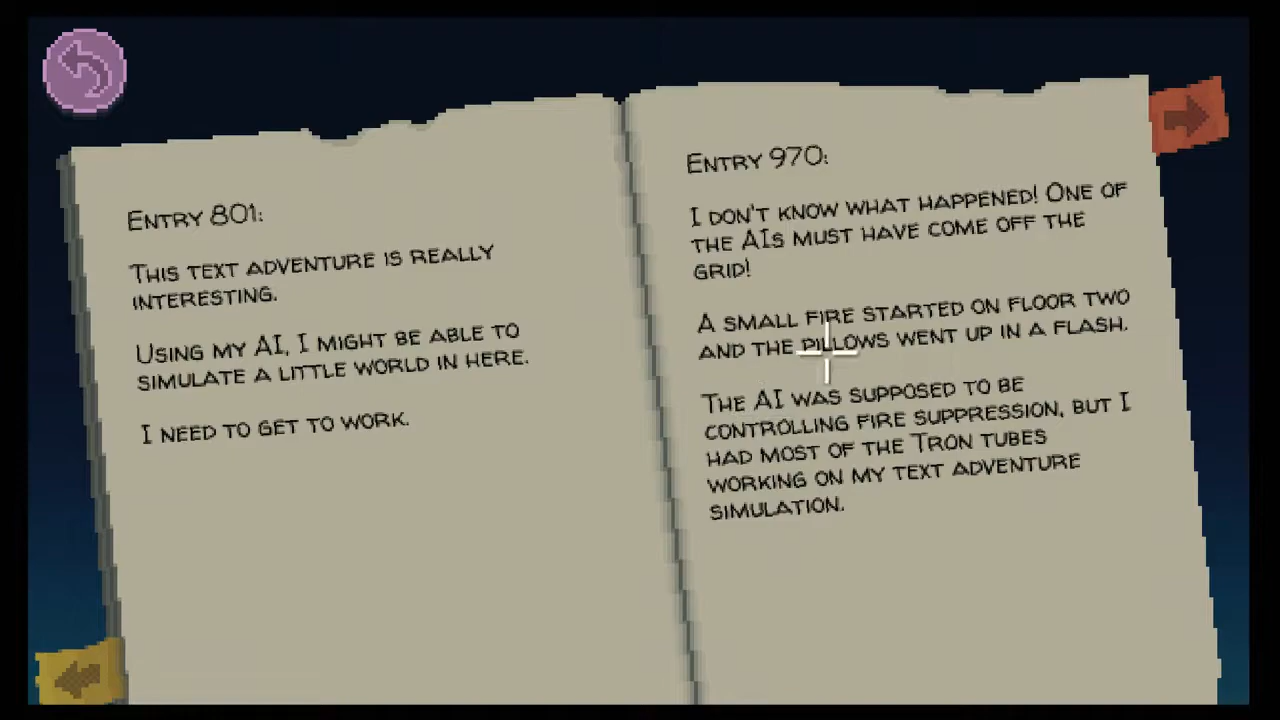 Entry 801:
This text adventure is really
interesting.
Using my AI, I might be able to
simulate a little world in here.
I need to get to work.
Entry 970:
I don't know what happened! One of
the AIs must have come off the
grid!
A small fire started on floor two
and the pillows went up in a flash.
The AI was supposed to be
controlling fire suppression, but I
had most of the Tron tubes
working on my text adventure
simulation.